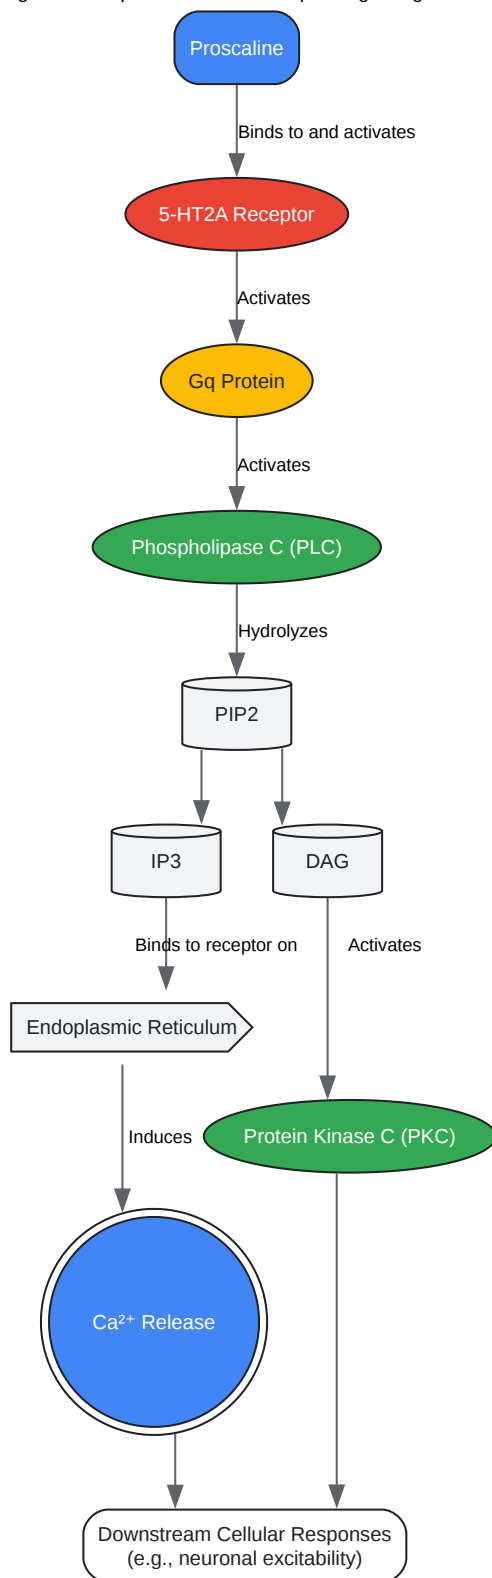 Proscaline
Binds to and activates
5-HT2A Receptor
Activates
Gq Protein
Activates
Phospholipase C (PLC)
Hydrolyzes
PIP2
IP3
DAG
Binds to receptor on
Activates
Endoplasmic Reticulum
Induces
Protein Kinase C (PKC)
Ca²⁺ Release
Downstream Cellular Responses
(e.g., neuronal excitability)